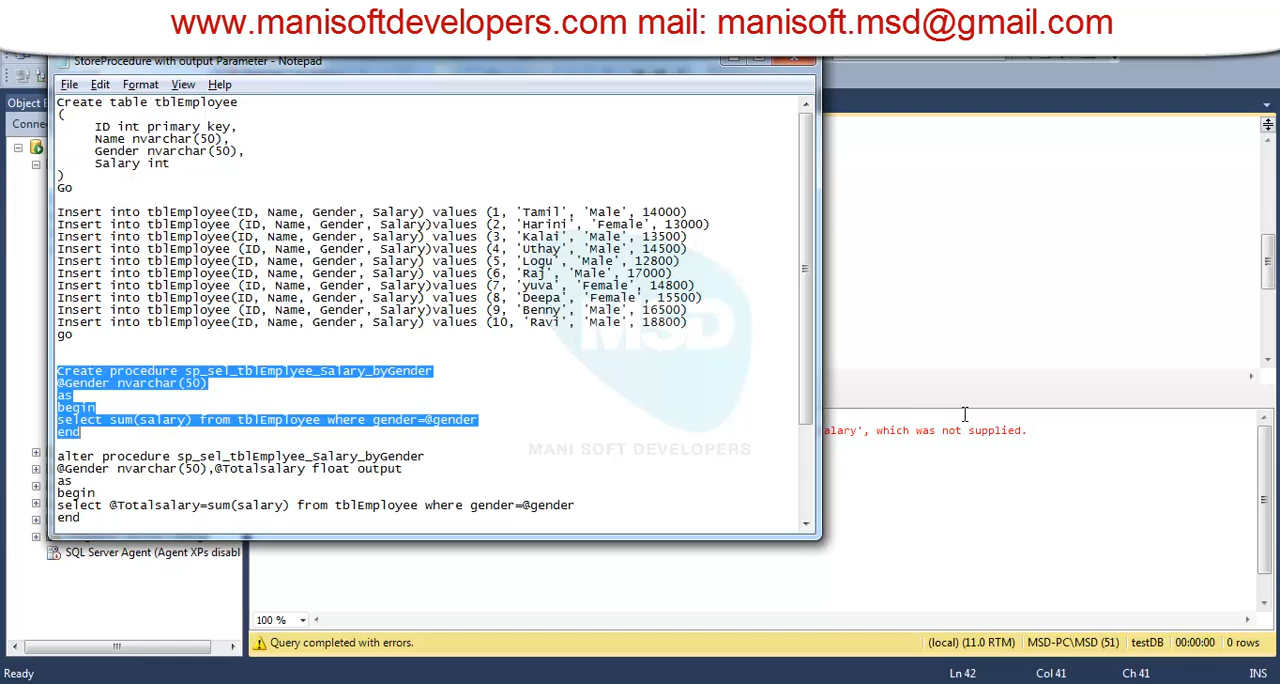 www.manisoftdevelopers.com mail: manisoft.msd@gmail.com
StoreProcedure with output Parameter - Notepad
File Edit Format View Help
Object
Conne
Create table tblEmployee
(
ID int primary key,
Name nvarchar(50),
Gender nvarchar(50),
Salary int
)
Go
Insert into tblEmployee(ID, Name, Gender, Salary) values (1, 'Tamil', 'Male', 14000)
Insert into tblEmployee (ID, Name, Gender, Salary)values (2, 'Harini', 'Female', 13000)
Insert into tblEmployee(ID, Name, Gender, Salary) values (3, 'Kalai', 'Male', 13500)
Insert into tblEmployee (ID, Name, Gender, Salary)values (4, 'Uthay', 'Male', 14500)
Insert into tblEmployee(ID, Name, Gender, Salary) values (5, 'Logu', 'Male', 12800)
Insert into tblEmployee (ID, Name, Gender, Salary)values (6, 'Raj', 'Male', 17000)
Insert into tblEmployee(ID, Name, Gender, Salary) values (7, 'yuva', 'Female', 14800)
Insert into tblEmployee (ID, Name, Gender, Salary)values (8, 'Deepa', 'Female', 15500)
Insert into tblEmployee(ID, Name, Gender, Salary) values (9, 'Benny', 'Male', 16500)
Insert into tblEmployee(ID, Name, Gender, Salary) values (10, 'Ravi', 'Male', 18800)
go
Create procedure sp_sel_tblEmplyee_Salary_byGender
@Gender nvarchar(50)
as
begin
select sum(salary) from tblEmployee where gender=@gender
end
alter procedure sp_sel_tblEmplyee_Salary_byGender
@Gender nvarchar(50),@Totalsalary float output
as
begin
select @Totalsalary=sum(salary) from tblEmployee where gender=@gender
end
MSD
MANI SOFT DEVELOPERS
alary', which was not supplied.
SQL Server Agent (Agent XPs disabl
100 %
Query completed with errors.
(local) (11.0 RTM) MSD-PC\MSD (51) testDB 00:00:00 0 rows
Ready Ln 42 Col 41 Ch 41 INS